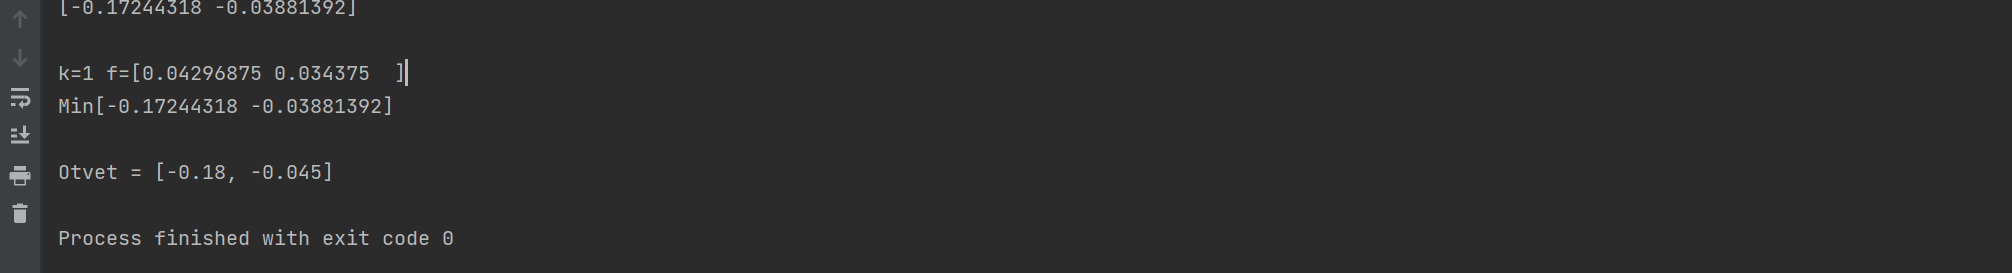 [-0.17244318 -0.03881392]
k=1 f=[0.04296875 0.034375  ]
Min[-0.17244318 -0.03881392]
Otvet = [-0.18, -0.045]
Process finished with exit code 0